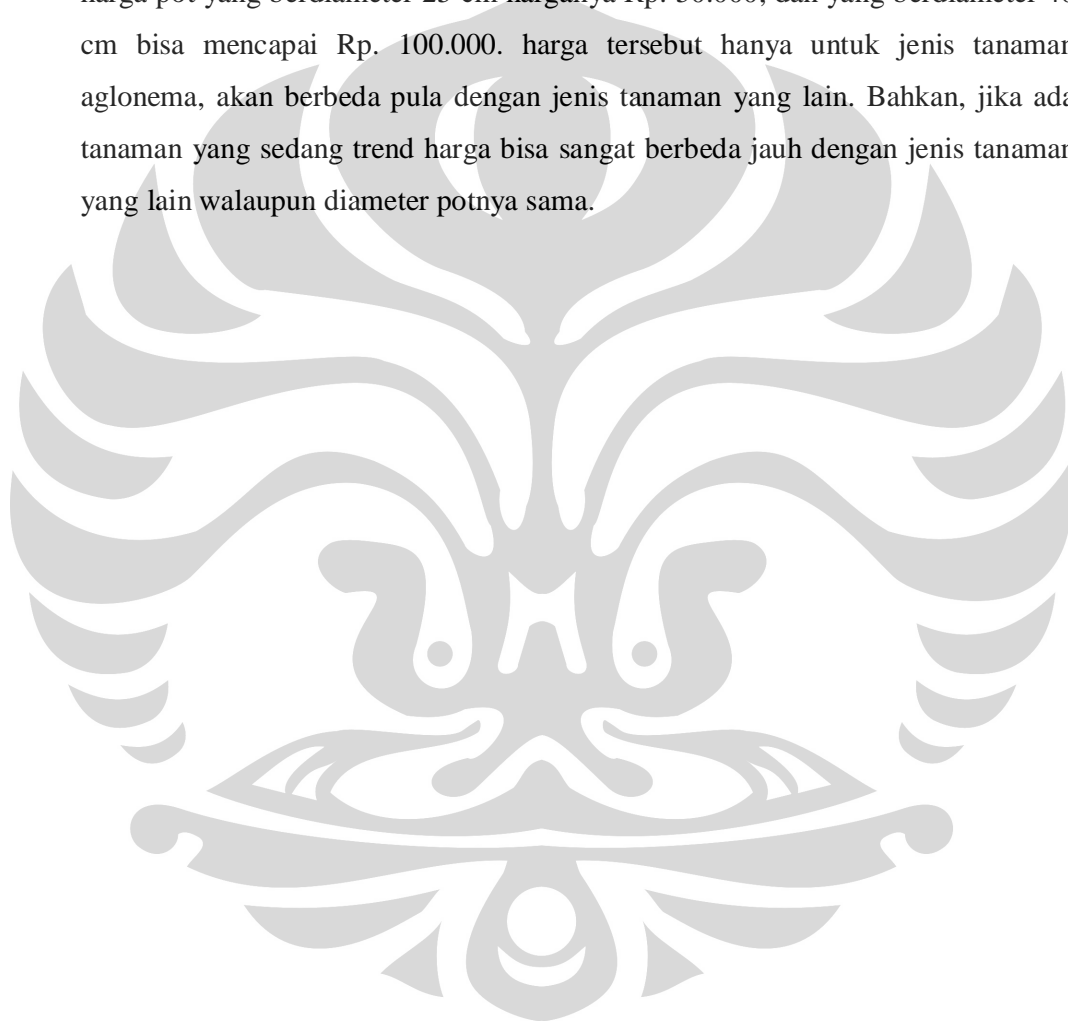 cm bisa mencapai Rp. 100.000. harga tersebut hanya untuk jenis tanaman
aglonema, akan berbeda pula dengan jenis tanaman yang lain. Bahkan, jika ada
tanaman yang sedang trend harga bisa sangat berbeda jauh dengan jenis tanaman
yang lain walaupun diameter potnya sama.